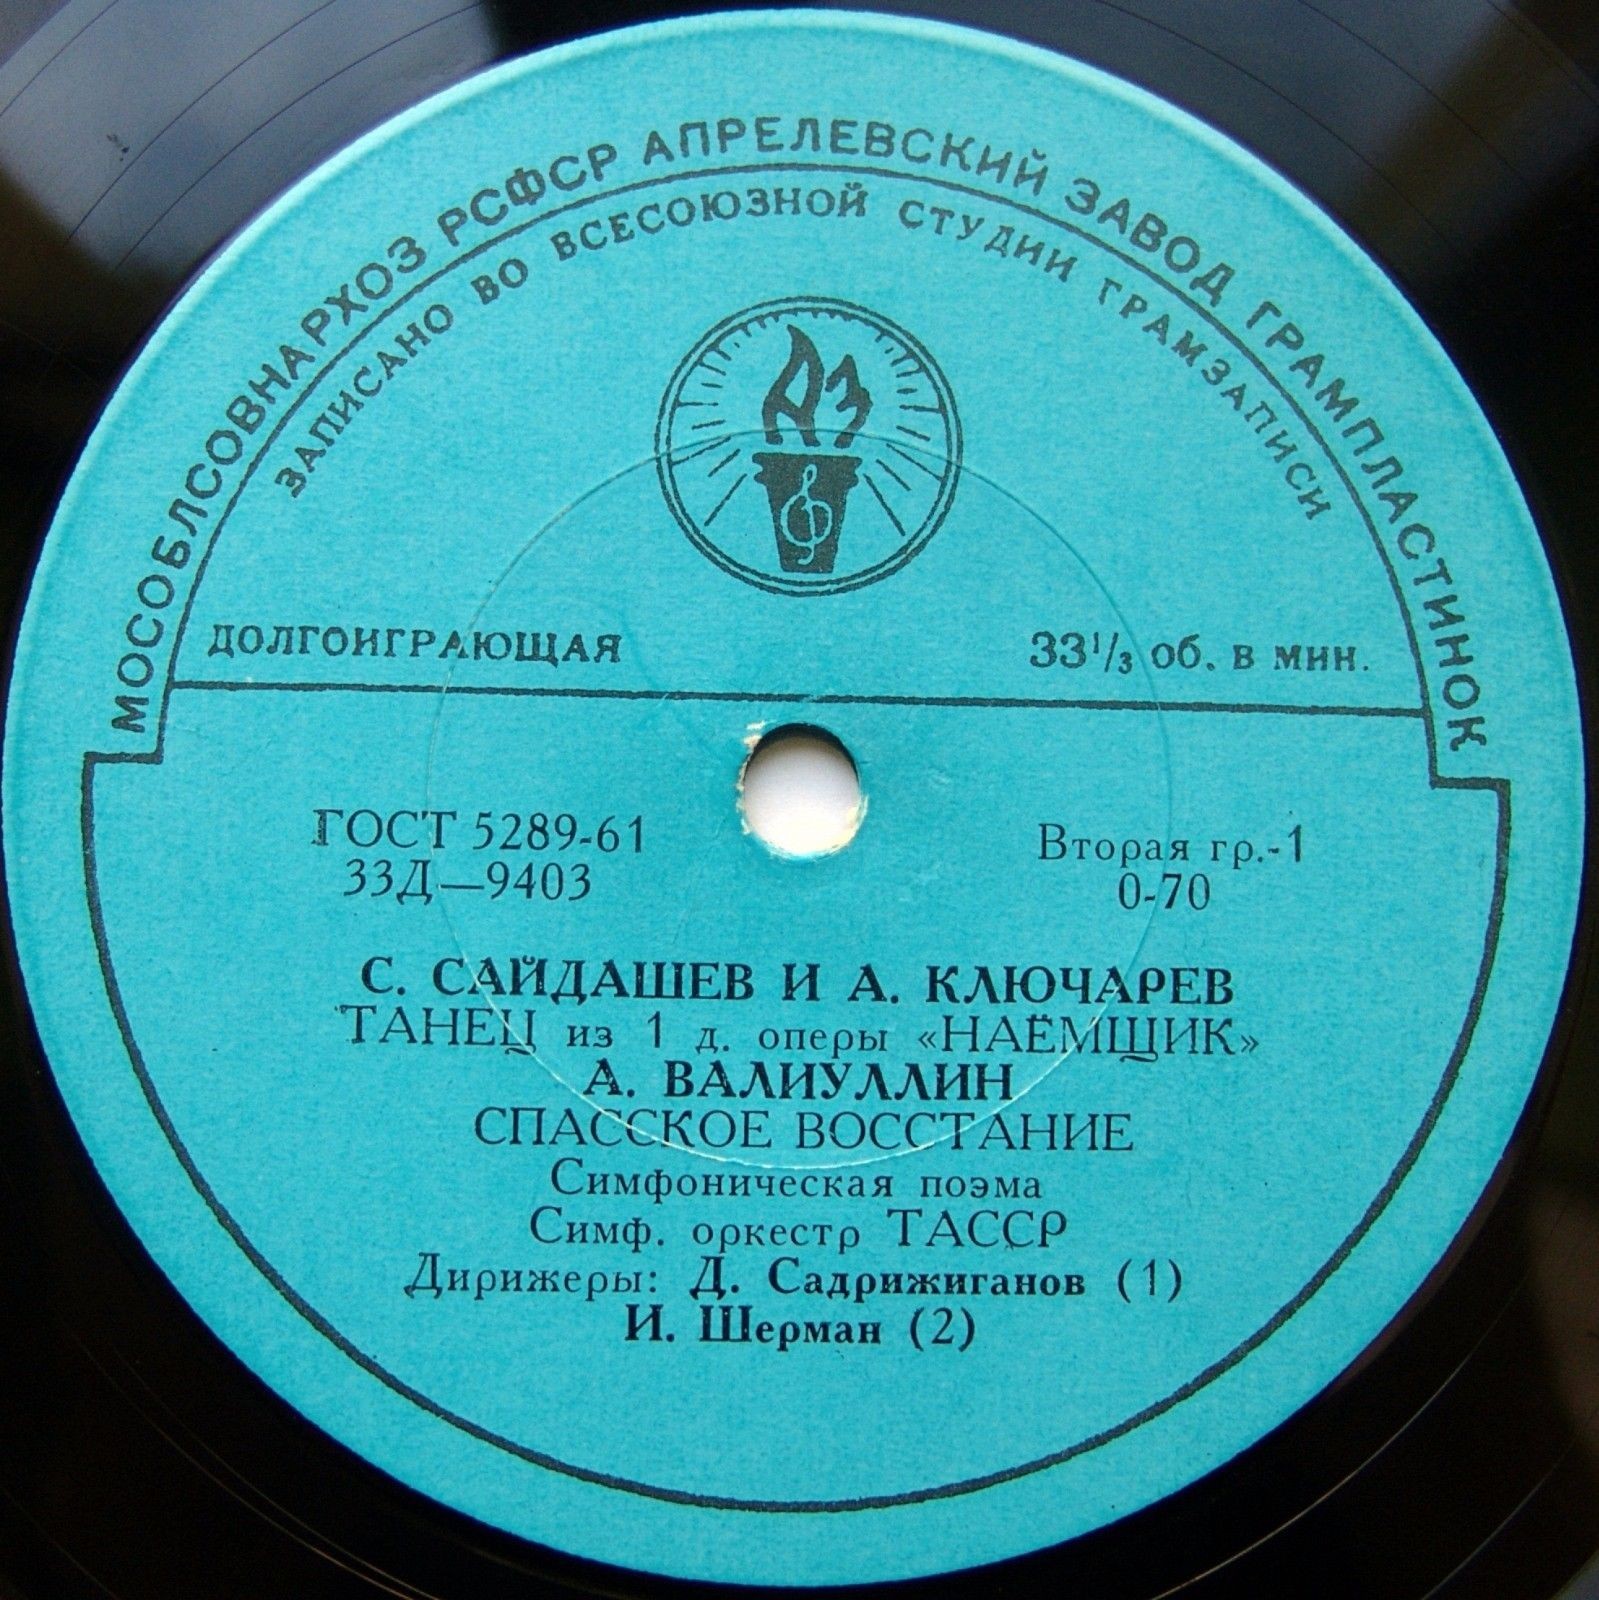 МОСОБЛСОВНАРХОЗ РСФСР АПРЕЛЕВСКИЙ ЗАВОД ГРАМПЛАСТИНОК
ЗАПИСАНО ВО ВСЕСОЮЗНОЙ СТУДИИ ГРАМЗАПИСИ
АЗ
ДОЛГОИГРАЮЩАЯ 33⅓ об. в мин.
ГОСТ 5289-61 Вторая гр.-1
33Д—9403 0-70
С. САЙДАШЕВ И А. КЛЮЧАРЕВ
ТАНЕЦ из 1 д. оперы «НАЁМЩИК»
А. ВАЛИУЛЛИН
СПАССКОЕ ВОССТАНИЕ
Симфоническая поэма
Симф. оркестр ТАССР
Дирижеры: Д. Садрижиганов (1)
И. Шерман (2)